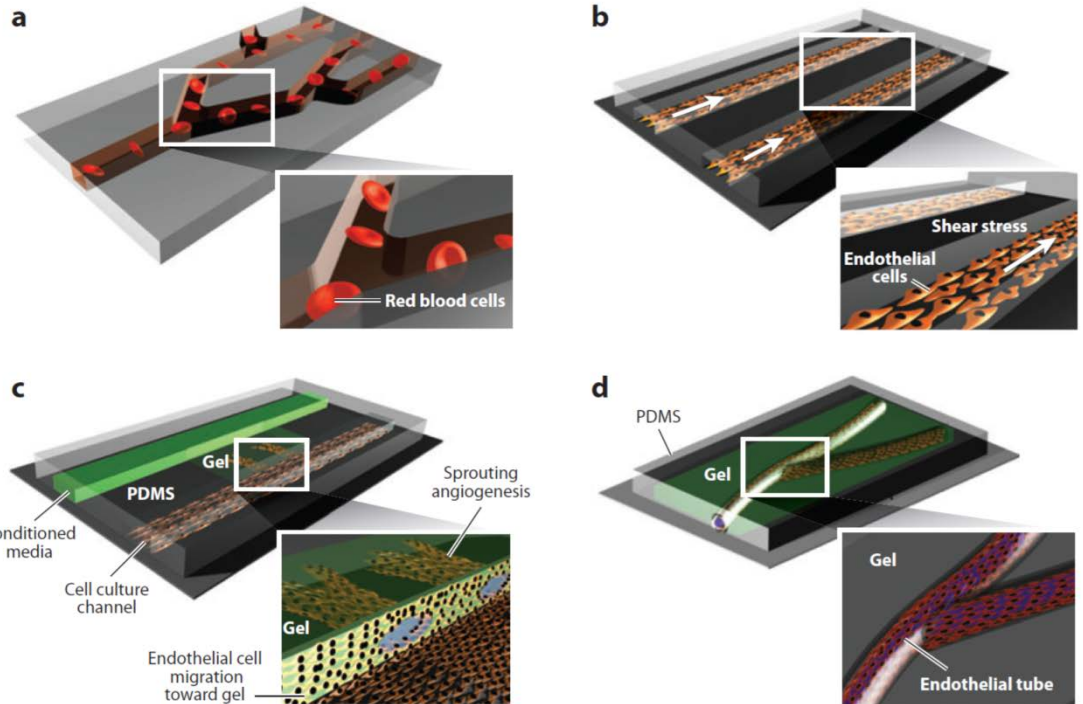 a
Red blood cells
b
Shear stress
Endothelial
cells
c
Gel
PDMS
onditioned
media
Cell culture
channel
Sprouting
angiogenesis
Gel
Endothelial cell
migration
toward gel
d
PDMS
Gel
Gel
Endothelial tube